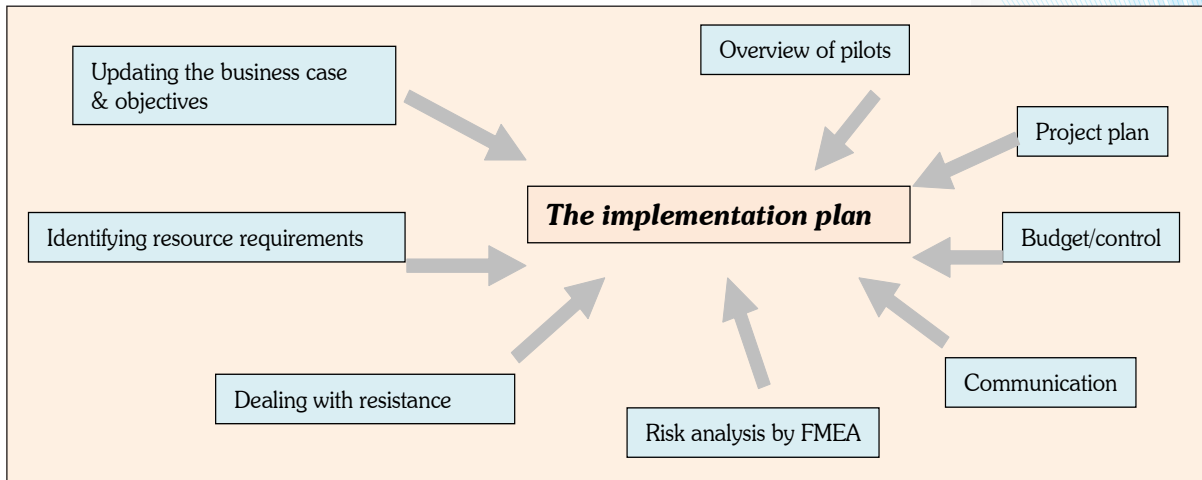 Overview of pilots
Updating the business case
& objectives
Project plan
The implementation plan
Identifying resource requirements
Budget/control
Communication
Dealing with resistance
Risk analysis by FMEA